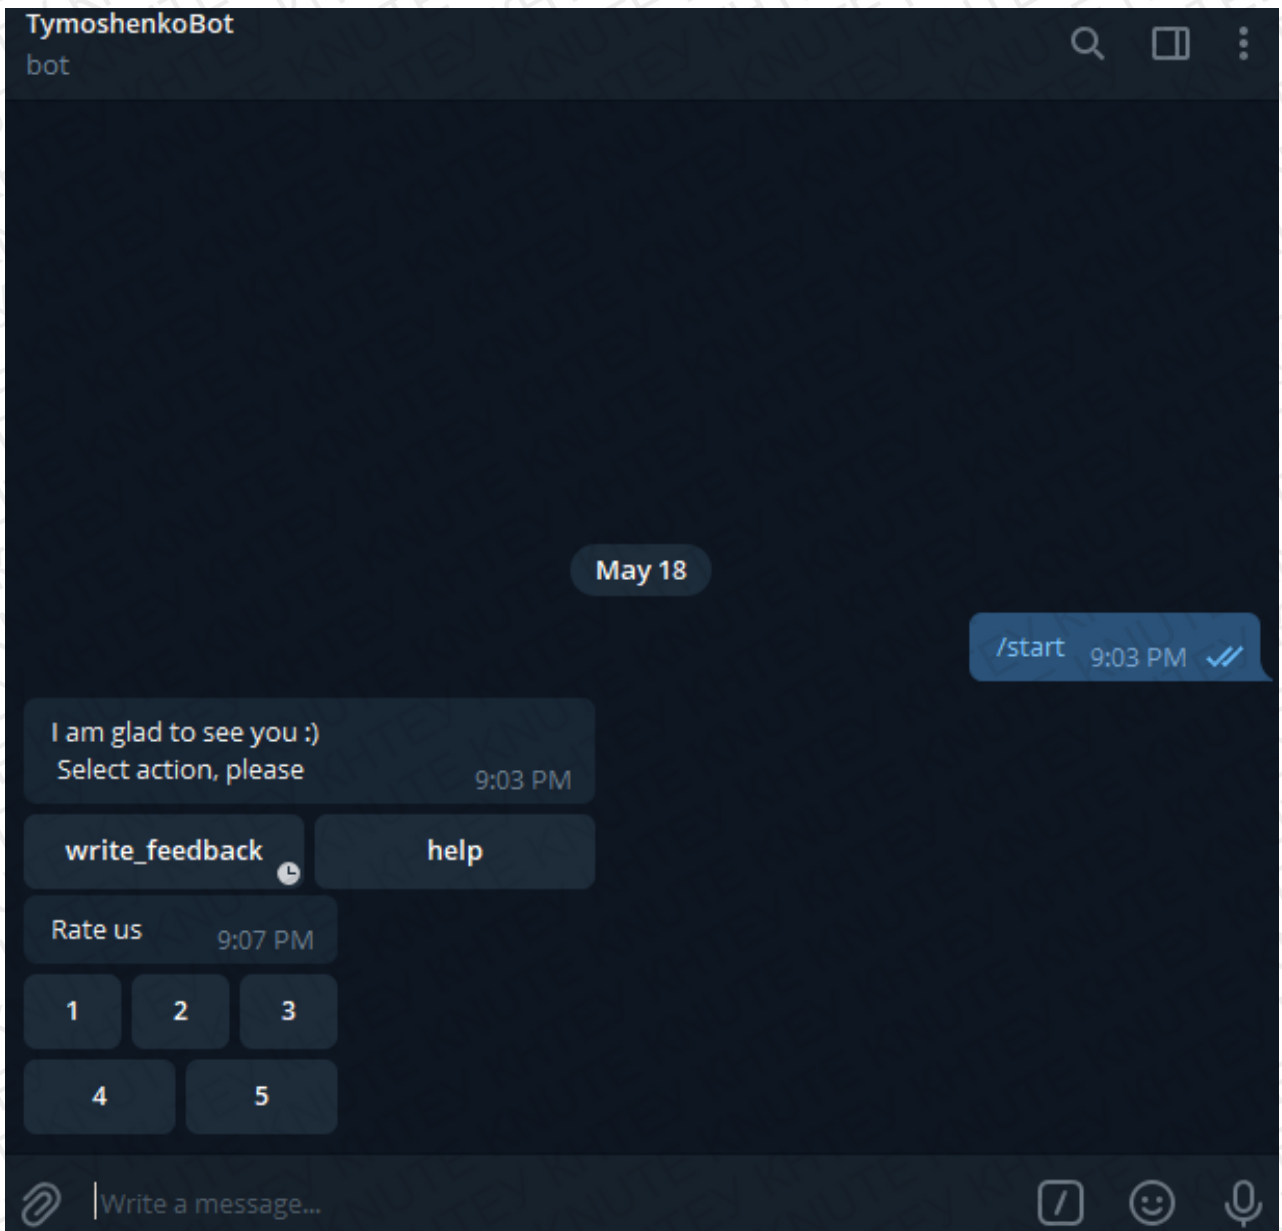 TymoshenkoBot
bot
May 18
/start 9:03 PM
I am glad to see you :)
Select action, please 9:03 PM
write_feedback help
Rate us 9:07 PM
1 2 3
4 5
Write a message...